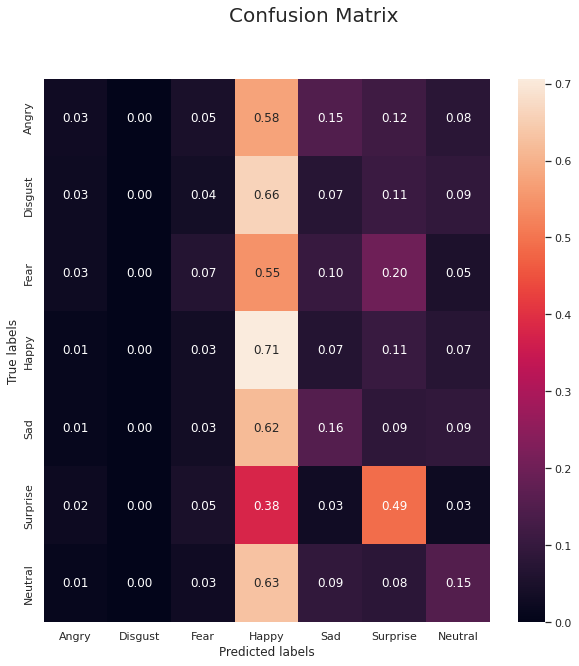 Confusion Matrix
True labels
Angry 0.03 0.00 0.05 0.58 0.15 0.12 0.08
Disgust 0.03 0.00 0.04 0.66 0.07 0.11 0.09
Fear 0.03 0.00 0.07 0.55 0.10 0.20 0.05
Happy 0.01 0.00 0.03 0.71 0.07 0.11 0.07
Sad 0.01 0.00 0.03 0.62 0.16 0.09 0.09
Surprise 0.02 0.00 0.05 0.38 0.03 0.49 0.03
Neutral 0.01 0.00 0.03 0.63 0.09 0.08 0.15
Angry Disgust Fear Happy Sad Surprise Neutral
Predicted labels
0.7
0.6
0.5
0.4
0.3
0.2
0.1
0.0